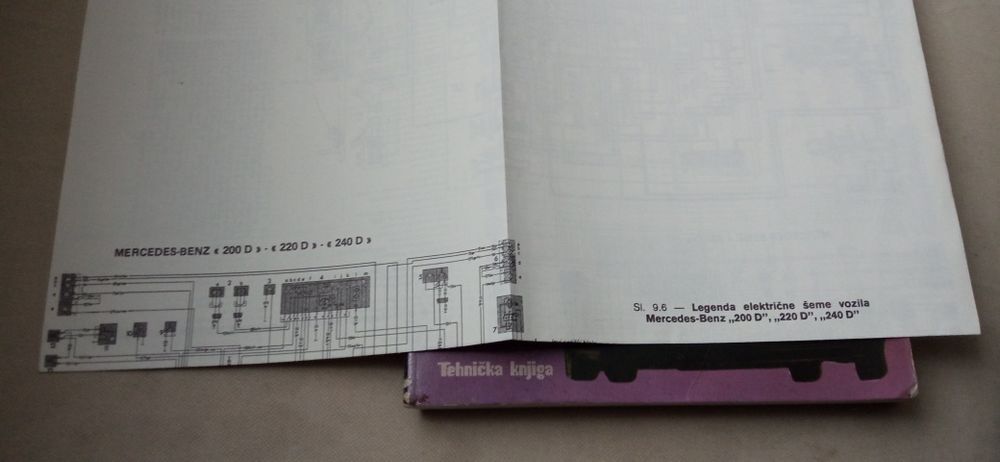 MERCEDES-BENZ « 200 D » - « 220 D » - « 240 D »
Sl. 9.6 — Legenda električne šeme vozila
Mercedes-Benz „200 D", „220 D", „240 D"
Tehnička knjiga